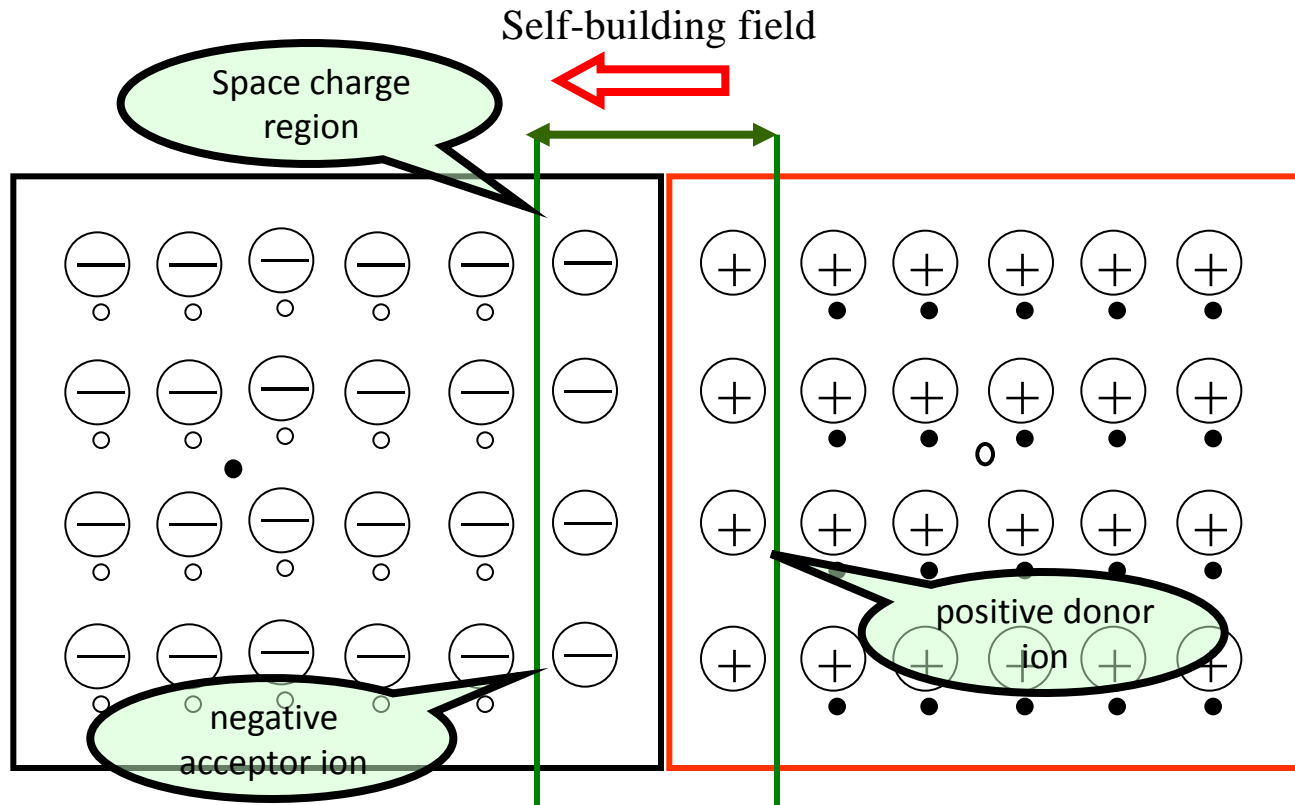 Self-building field
Space charge
region
positive donor
ion
negative
acceptor ion